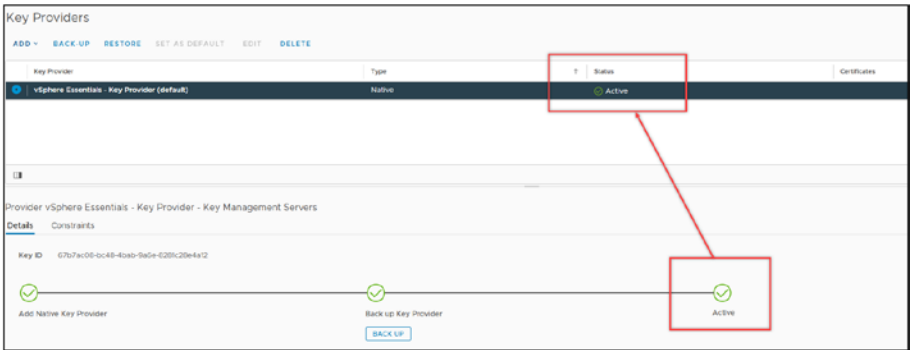 Key Providers
ADD BACK-UP RESTORE SET AS DEFAULT EDIT DELETE
Key Provider Type Status Certificates
vSphere Essentials - Key Provider (default) Native Active
Provider vSphere Essentials - Key Provider - Key Management Servers
Details Constraints
Key ID
Add Native Key Provider Back up Key Provider Active
BACK UP